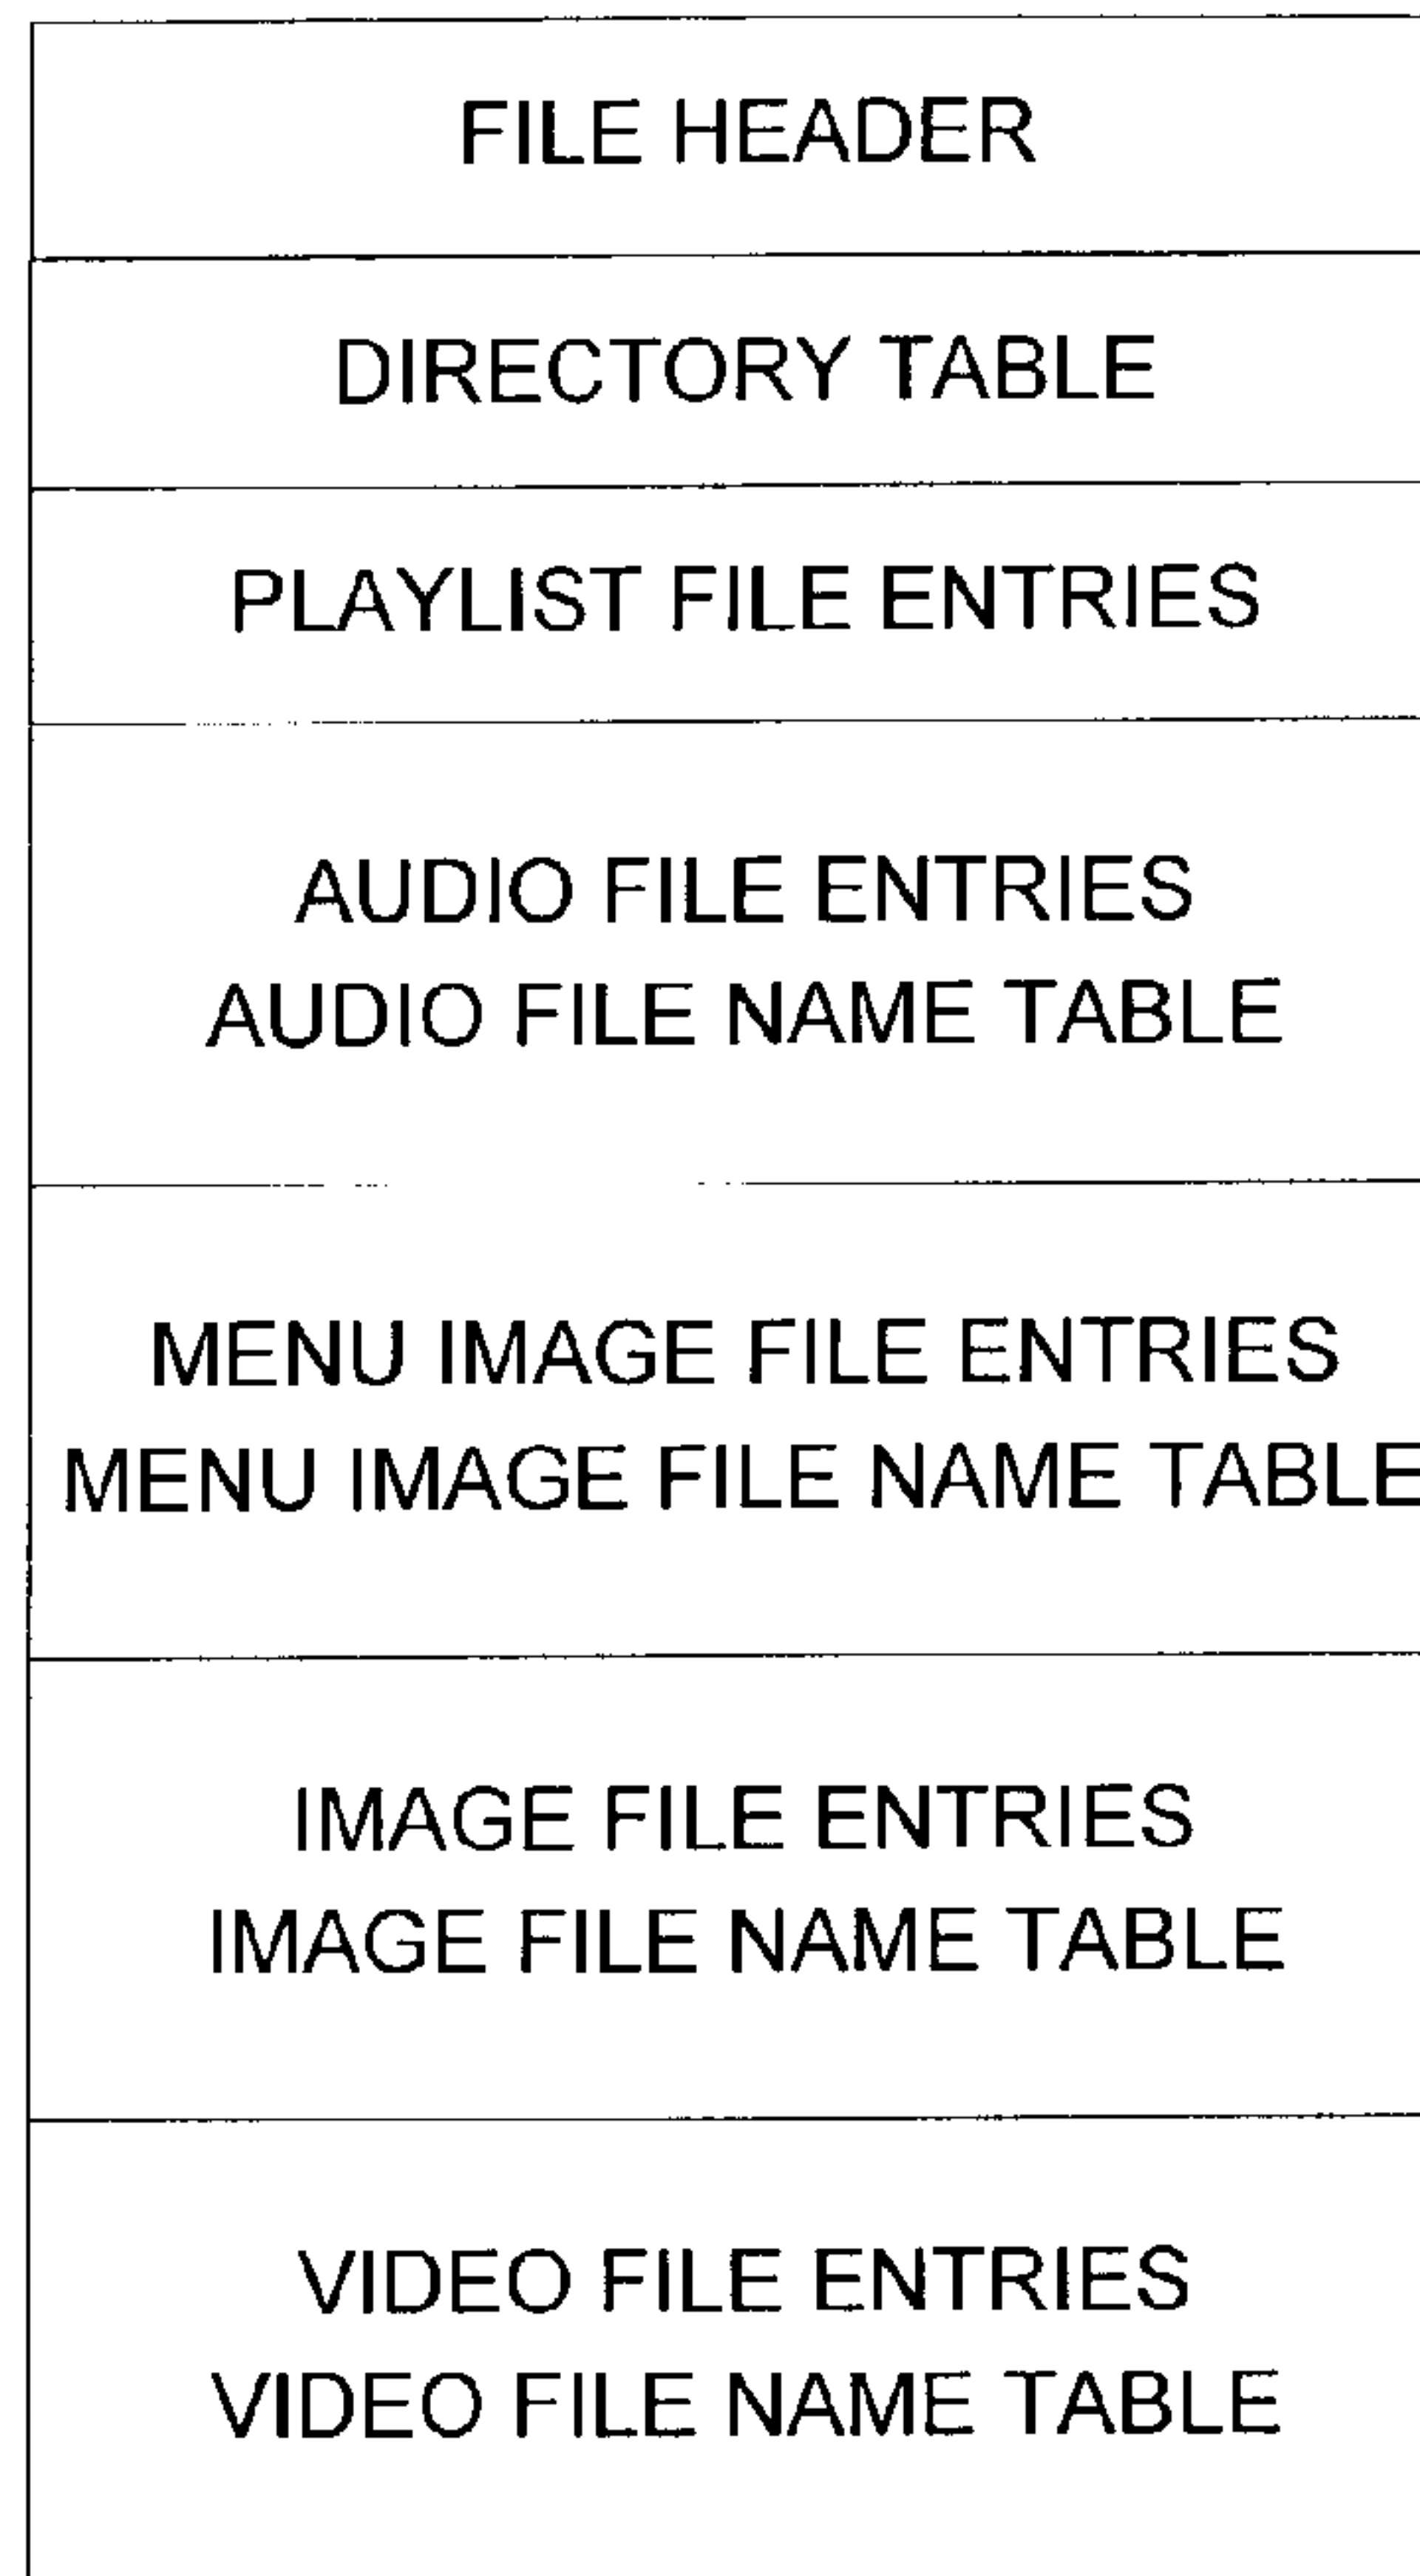 FILE HEADER
DIRECTORY TABLE
PLAYLIST FILE ENTRIES
AUDIO FILE ENTRIES
AUDIO FILE NAME TABLE
MENU IMAGE FILE ENTRIES
MENU IMAGE FILE NAME TABLE
IMAGE FILE ENTRIES
IMAGE FILE NAME TABLE
VIDEO FILE ENTRIES
VIDEO FILE NAME TABLE